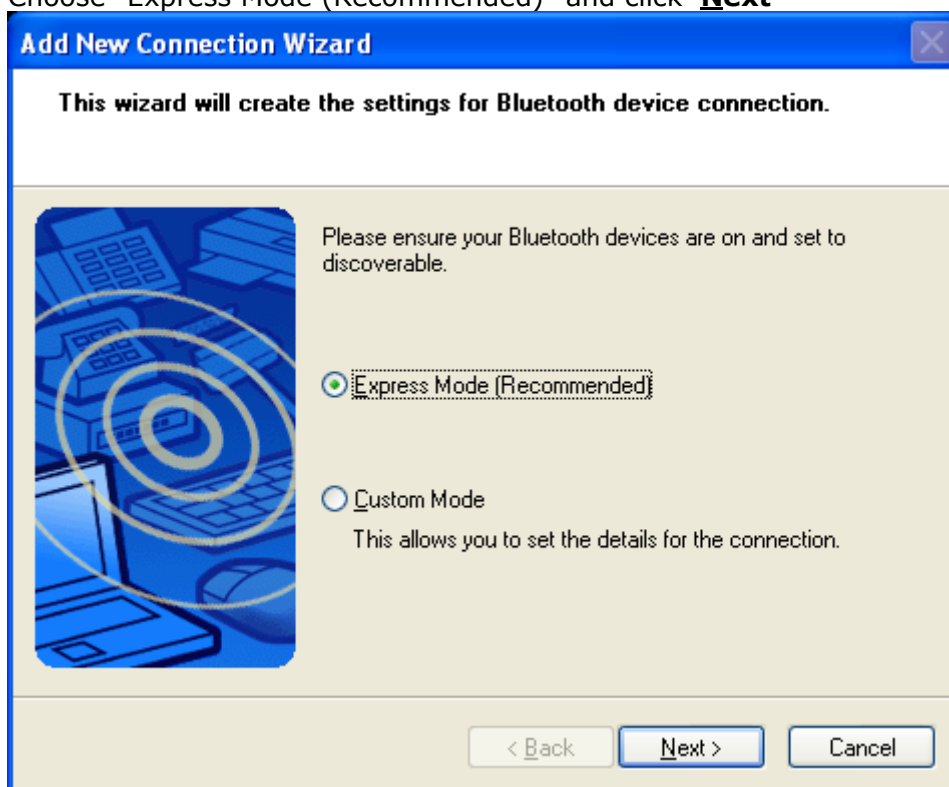 Choose "Express Mode (Recommended)" and click "Next"
Add New Connection Wizard
This wizard will create the settings for Bluetooth device connection.
Please ensure your Bluetooth devices are on and set to
discoverable.
Express Mode (Recommended)
Custom Mode
This allows you to set the details for the connection.
< Back
Next >
Cancel